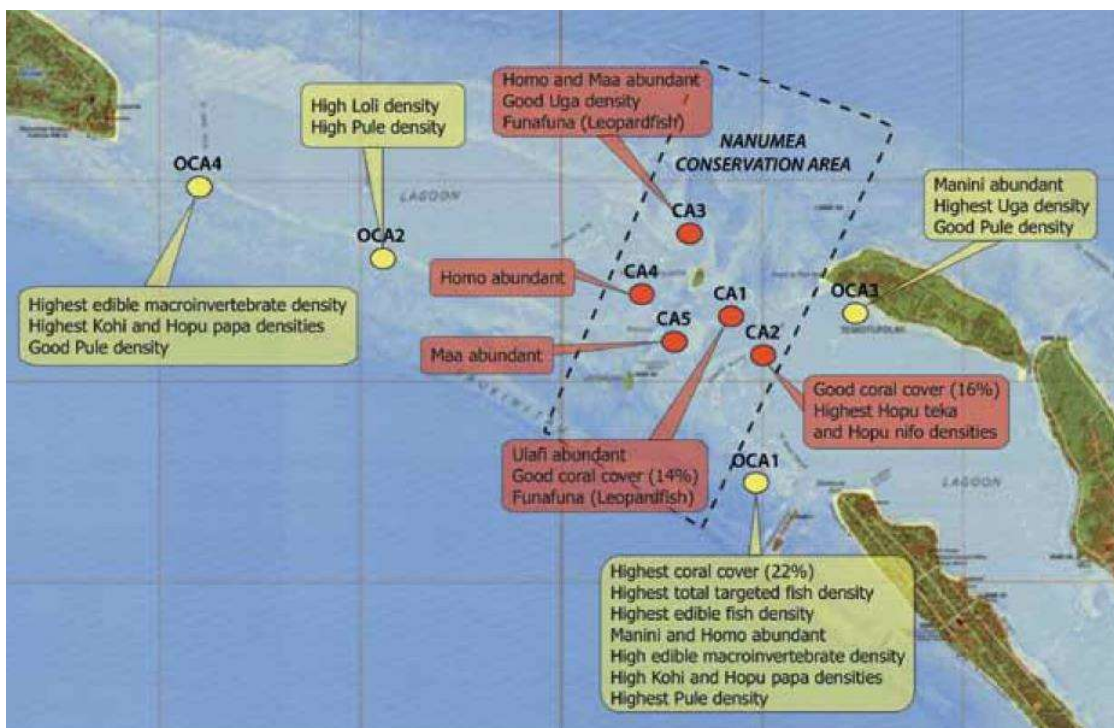 Homo and Maa abundant
Good Uga density
Funafuna (Leopardfish)
High Loli density
High Pule density
NANUMEA
CONSERVATION AREA
OCA4
LAGOON
Manini abundant
Highest Uga density
Good Pule density
CA3
OCA2
Homo abundant
CA4
CA1
OCA3
Highest edible macroinvertebrate density
Highest Kohi and Hopu papa densities
Good Pule density
CA5
CA2
Maa abundant
Good coral cover (16%)
Highest Hopu teka
and Hopu nifo densities
Ulafi abundant
Good coral cover (14%)
Funafuna (Leopardfish)
OCA1
LAGOON
Highest coral cover (22%)
Highest total targeted fish density
Highest edible fish density
Manini and Homo abundant
High edible macroinvertebrate density
High Kohi and Hopu papa densities
Highest Pule density